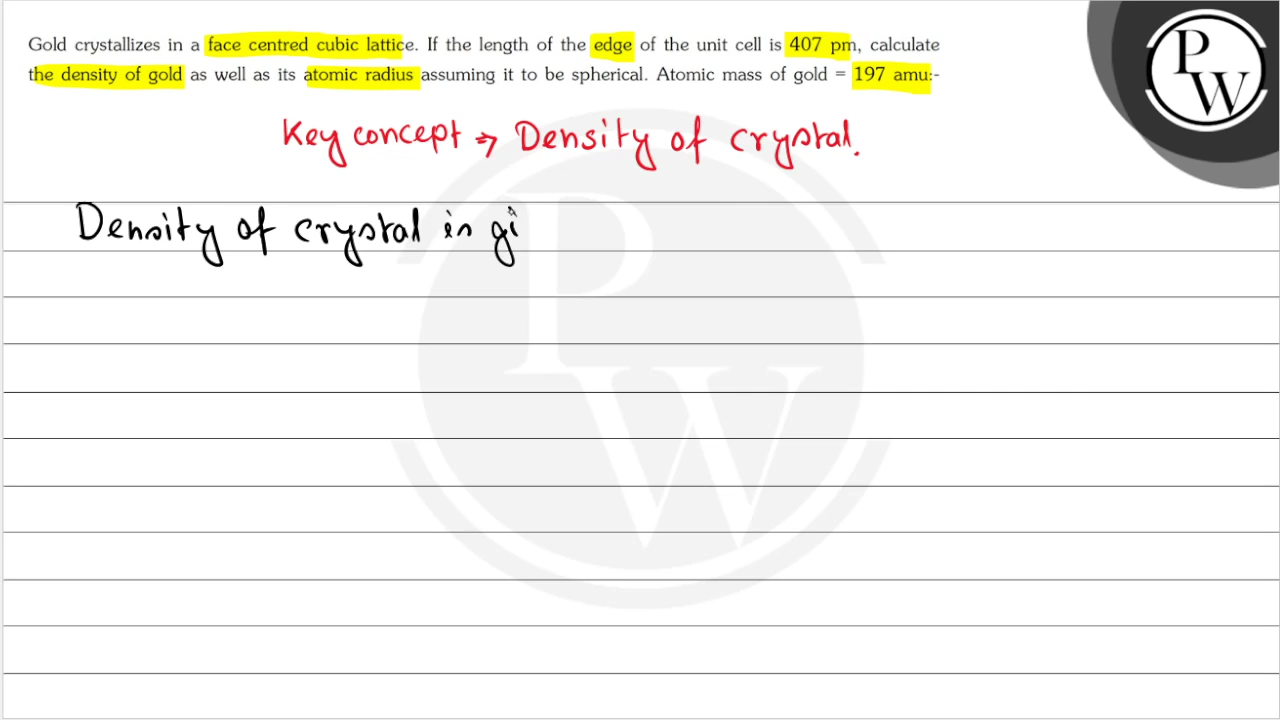 Gold crystallizes in a face centred cubic lattice. If the length of the edge of the unit cell is 407 pm, calculate
the density of gold as well as its atomic radius assuming it to be spherical. Atomic mass of gold = 197 amu:-
P
W
Key concept → Density of crystal.
Density of crystal is gi
P
W